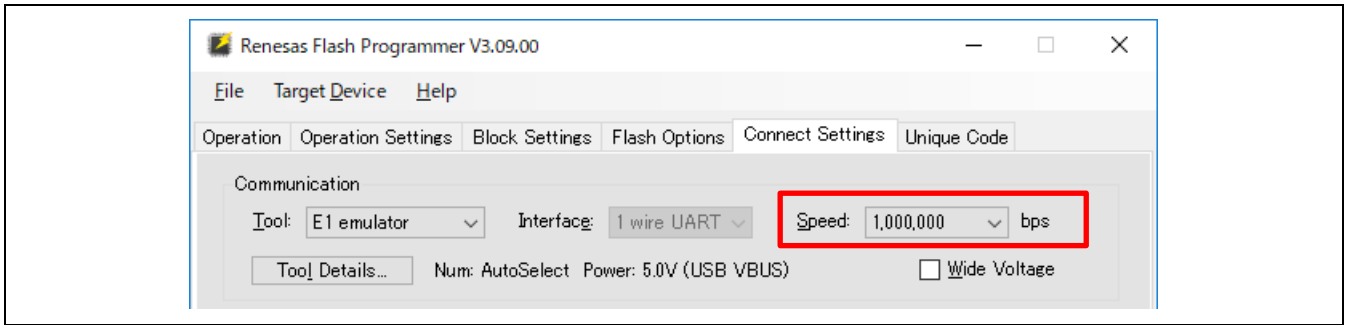 Renesas Flash Programmer V3.09.00
File Target Device Help
Operation Operation Settings Block Settings Flash Options Connect Settings Unique Code
Communication
Tool: E1 emulator Interface: 1 wire UART Speed: 1,000,000 bps
Tool Details... Num: AutoSelect Power: 5.0V (USB VBUS) Wide Voltage